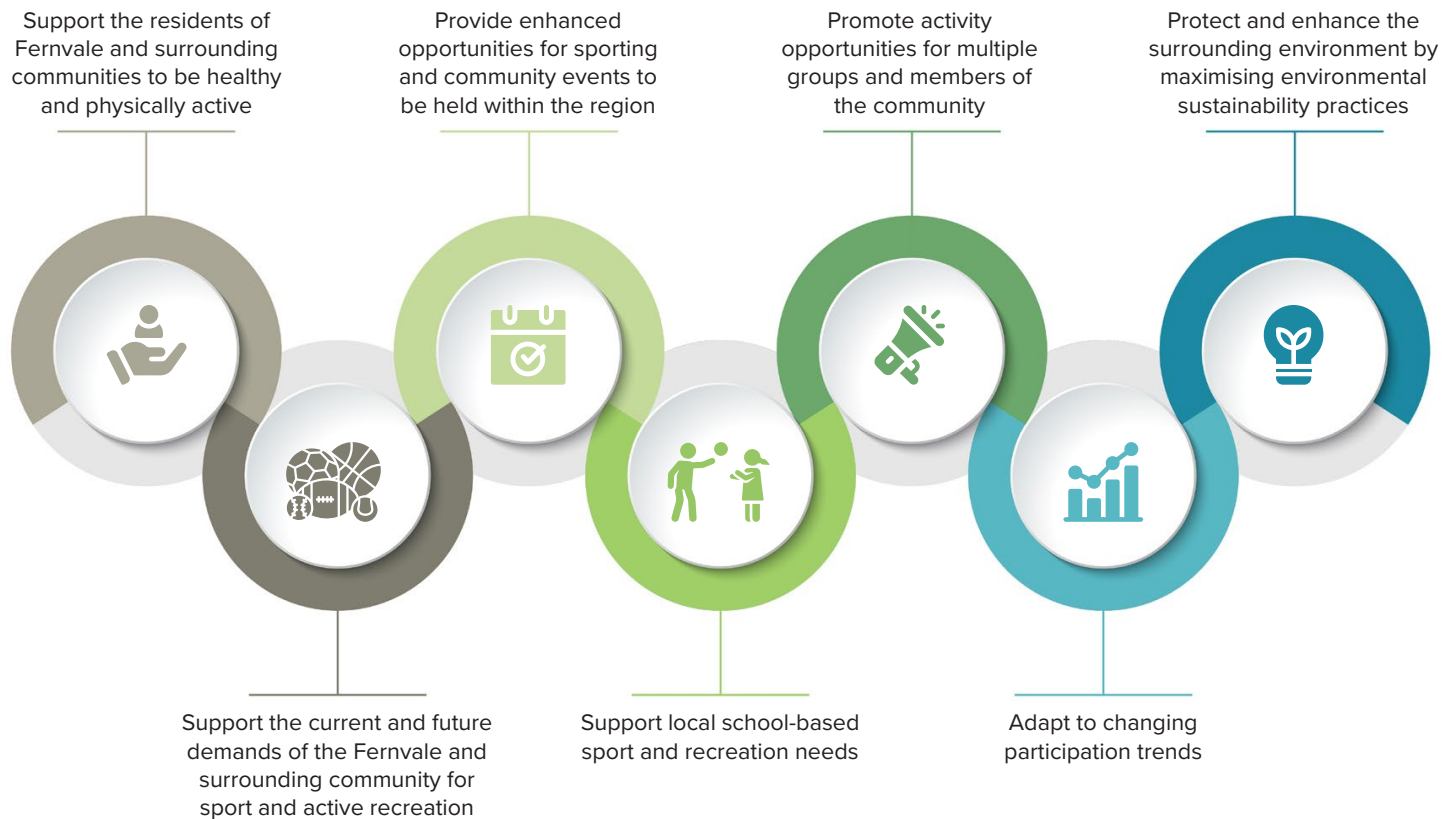 Support the residents of
Fernvale and surrounding
communities to be healthy
and physically active
Provide enhanced
opportunities for sporting
and community events to
be held within the region
Promote activity
opportunities for multiple
groups and members of
the community
Protect and enhance the
surrounding environment by
maximising environmental
sustainability practices
Support the current and future
demands of the Fernvale and
surrounding community for
sport and active recreation
Support local school-based
sport and recreation needs
Adapt to changing
participation trends